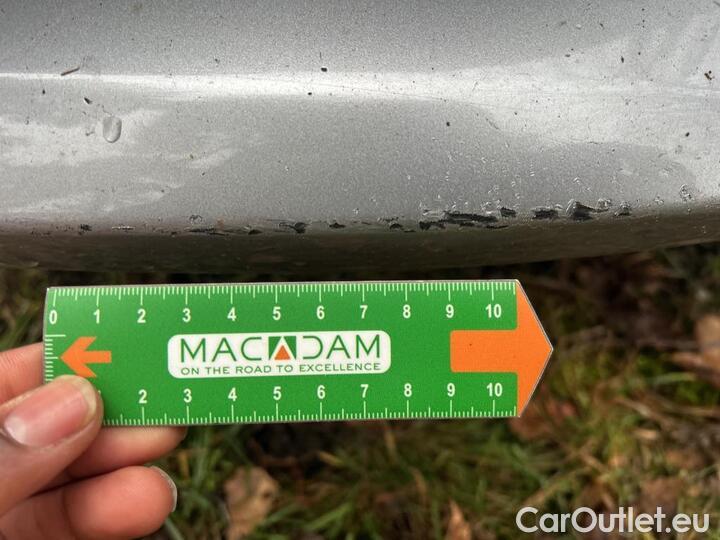 0 1 2 3 4 5 6 7 8 9 10
MACADAM
ON THE ROAD TO EXCELLENCE
1 2 3 4 5 6 7 8 9 10
CarOutlet.eu